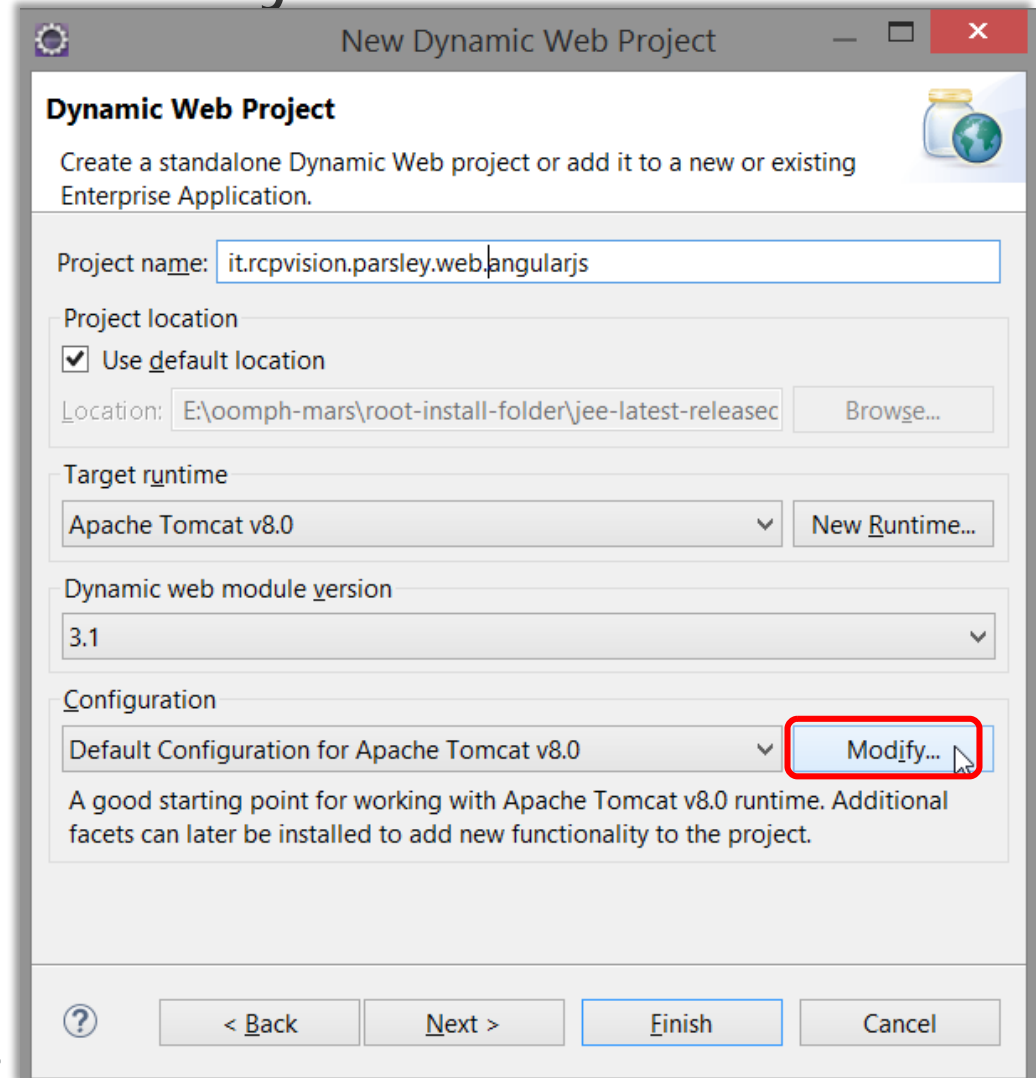 New Dynamic Web Project
Dynamic Web Project
Create a standalone Dynamic Web project or add it to a new or existing
Enterprise Application.
Project name: it.rcpvision.parsley.web.angularjs
Project location
Use default location
Location: E:\oomph-mars\root-install-folder\jee-latest-releasec Browse...
Target runtime
Apache Tomcat v8.0 New Runtime...
Dynamic web module version
3.1
Configuration
Default Configuration for Apache Tomcat v8.0 Modify...
A good starting point for working with Apache Tomcat v8.0 runtime. Additional
facets can later be installed to add new functionality to the project.
? < Back Next > Finish Cancel